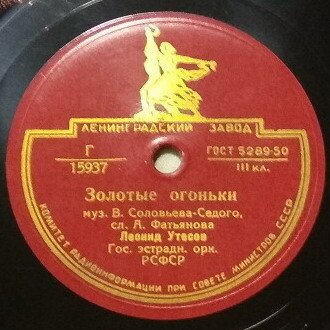 ЛЕНИНГРАДСКИЙ ЗАВОД
Г
15937
ГОСТ 5289-50
III кл.
Золотые огоньки
муз. В. Соловьева-Седого,
сл. А. Фатьянова
Леонид Утесов
Гос. эстрадн. орк.
РСФСР
КОМИТЕТ РАДИОИНФОРМАЦИИ ПРИ СОВЕТЕ МИНИСТРОВ СССР